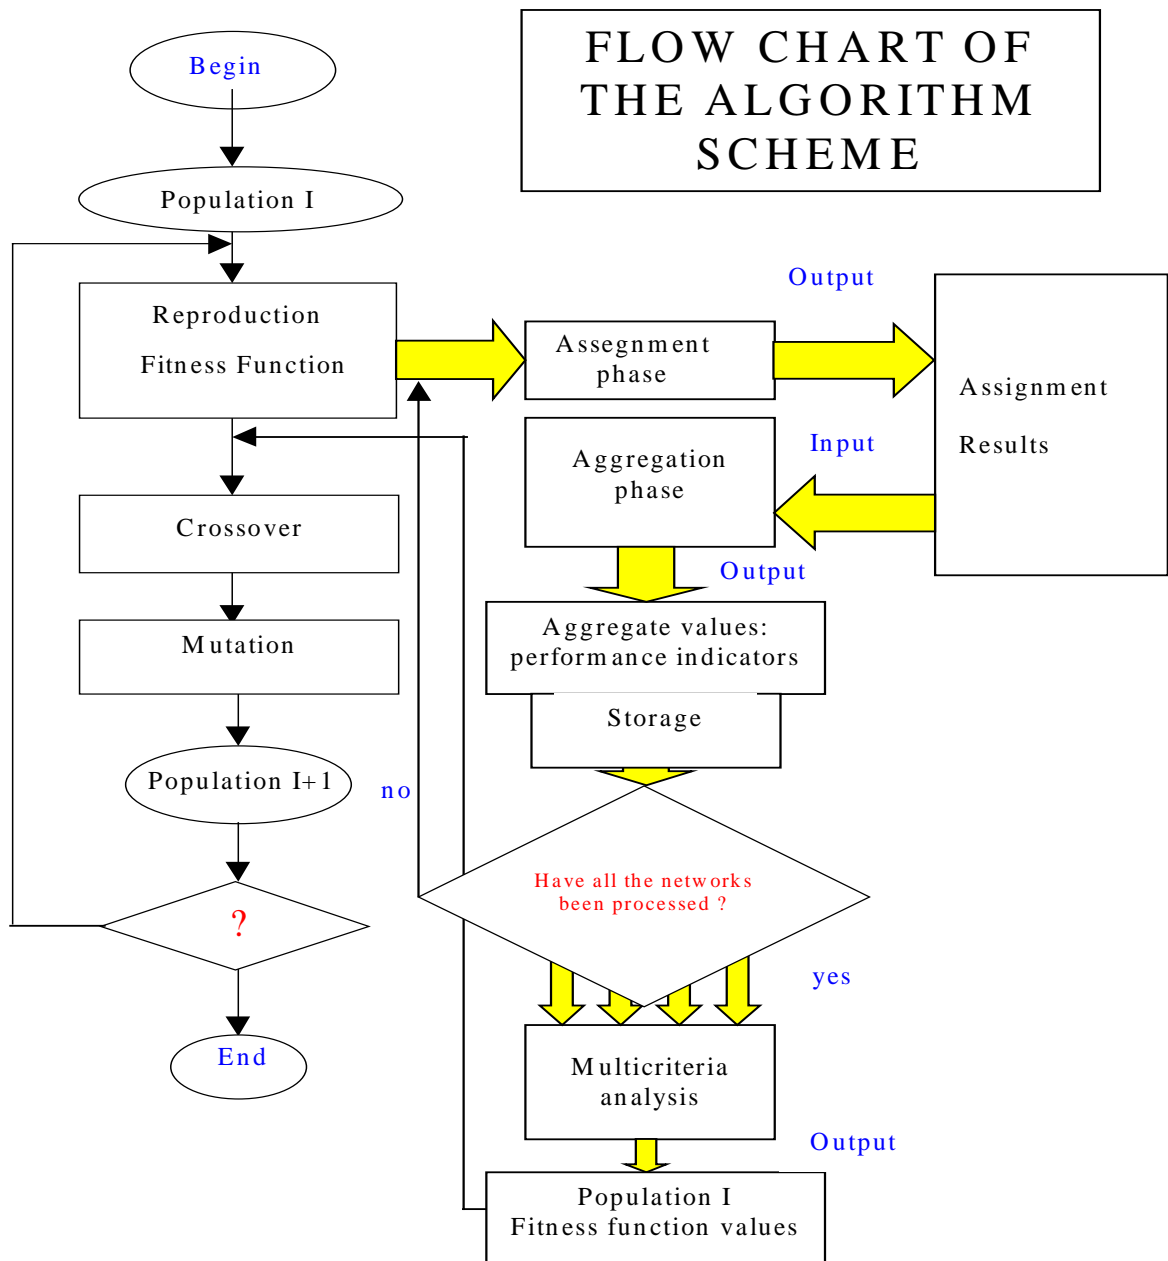 FLOW CHART OF
THE ALGORITHM
SCHEME
Begin
Population I
Reproduction
Fitness Function
Crossover
Mutation
Population I+1
?
End
Assegnment
phase
Output
Assignment
Results
Input
Aggregation
phase
Output
Aggregate values:
performance indicators
Storage
no
Have all the networks
been processed ?
yes
Multicriteria
analysis
Output
Population I
Fitness function values